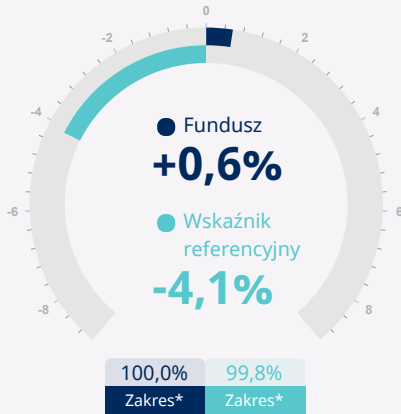 0
-2
2
-4
4
Fundusz
+0,6%
-6
6
Wskaźnik
referencyjny
-4,1%
-8
8
100,0%
99,8%
Zakres*
Zakres*